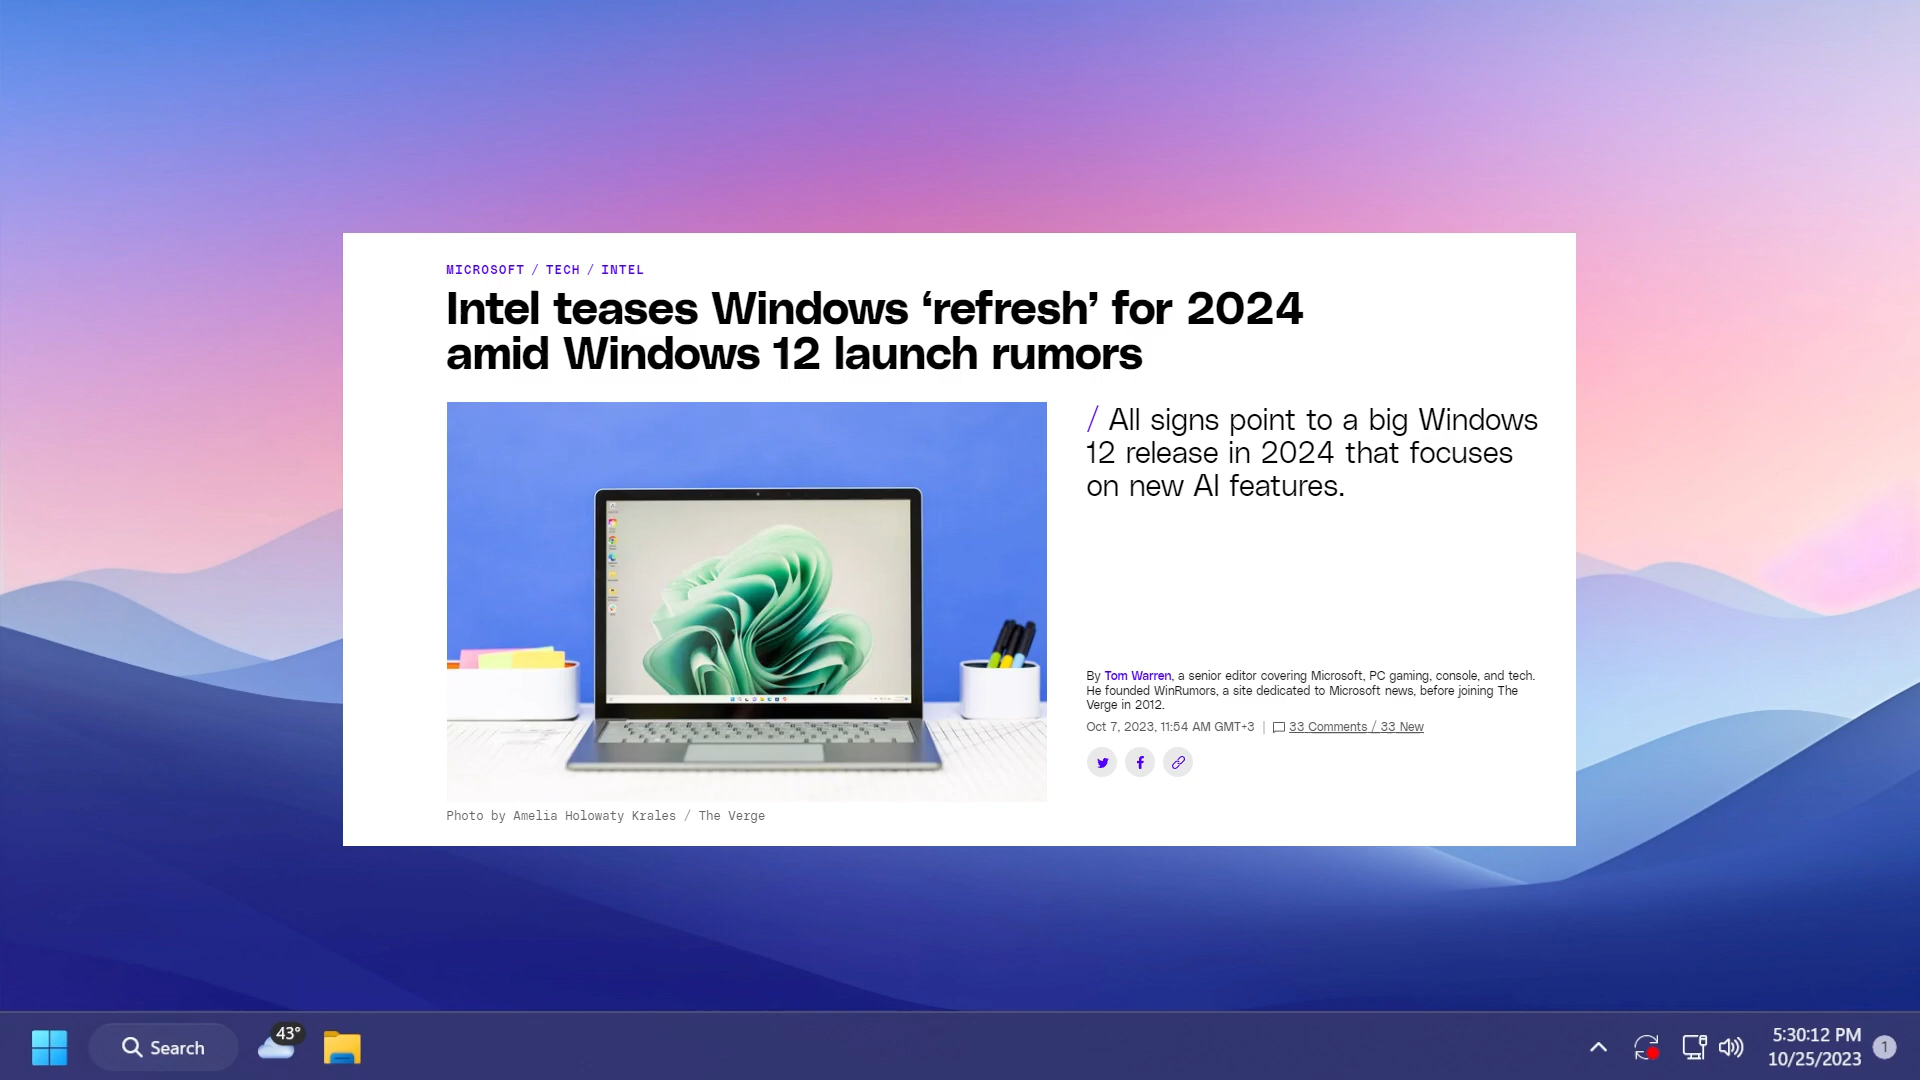 MICROSOFT / TECH / INTEL
Intel teases Windows ‘refresh’ for 2024
amid Windows 12 launch rumors
/ All signs point to a big Windows
12 release in 2024 that focuses
on new AI features.
By Tom Warren, a senior editor covering Microsoft, PC gaming, console, and tech.
He founded WinRumors, a site dedicated to Microsoft news, before joining The
Verge in 2012.
Oct 7, 2023, 11:54 AM GMT+3 | 33 Comments / 33 New
Photo by Amelia Holowaty Krales / The Verge
Search
43°
5:30:12 PM
10/25/2023
1